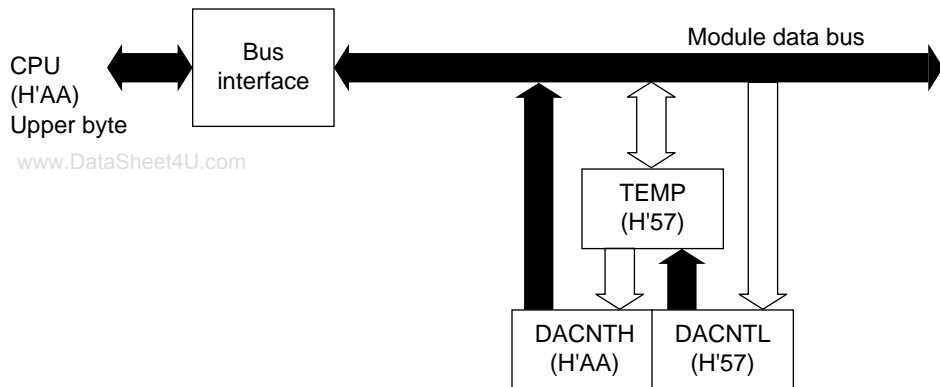 Module data bus
Bus
interface
CPU
(H'AA)
Upper byte
www.DataSheet4U.com
TEMP
(H'57)
DACNTH
(H'AA)
DACNTL
(H'57)